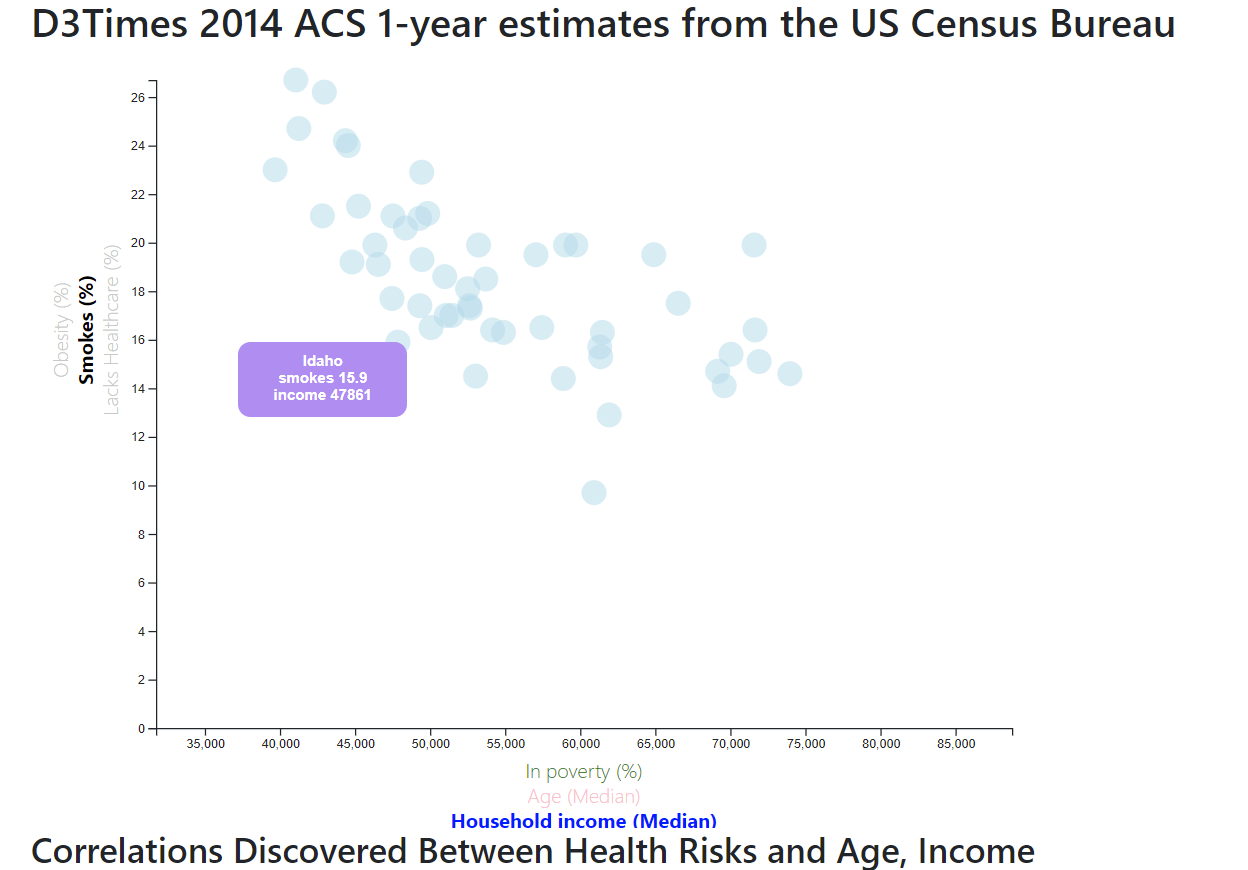 D3Times 2014 ACS 1-year estimates from the US Census Bureau
26
24
22
20
18
16
14
12
10
8
6
4
2
0
Obesity (%)
Smokes (%)
Lacks Healthcare (%)
Idaho
smokes 15.9
income 47861
35,000 40,000 45,000 50,000 55,000 60,000 65,000 70,000 75,000 80,000 85,000
In poverty (%)
Age (Median)
Household income (Median)
Correlations Discovered Between Health Risks and Age, Income